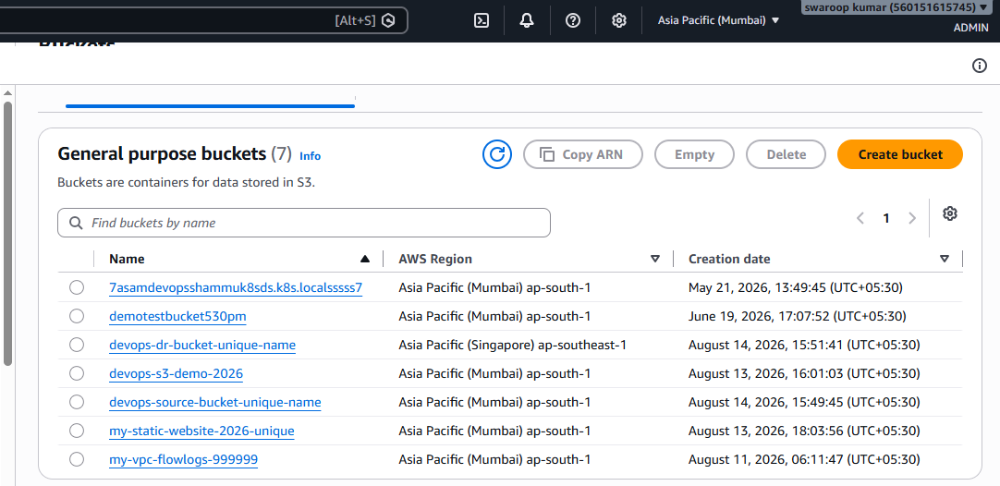 [Alt+S]
Asia Pacific (Mumbai) ▼
swaroop kumar (560151615745) ▼
ADMIN
General purpose buckets (7) Info
Copy ARN
Empty
Delete
Create bucket
Buckets are containers for data stored in S3.
Find buckets by name
1
Name AWS Region Creation date
7asamdevopsshammuk8sds.k8s.localsssss7 Asia Pacific (Mumbai) ap-south-1 May 21, 2026, 13:49:45 (UTC+05:30)
demotestbucket530pm Asia Pacific (Mumbai) ap-south-1 June 19, 2026, 17:07:52 (UTC+05:30)
devops-dr-bucket-unique-name Asia Pacific (Singapore) ap-southeast-1 August 14, 2026, 15:51:41 (UTC+05:30)
devops-s3-demo-2026 Asia Pacific (Mumbai) ap-south-1 August 13, 2026, 16:01:03 (UTC+05:30)
devops-source-bucket-unique-name Asia Pacific (Mumbai) ap-south-1 August 14, 2026, 15:49:45 (UTC+05:30)
my-static-website-2026-unique Asia Pacific (Mumbai) ap-south-1 August 13, 2026, 18:03:56 (UTC+05:30)
my-vpc-flowlogs-999999 Asia Pacific (Mumbai) ap-south-1 August 11, 2026, 06:11:47 (UTC+05:30)